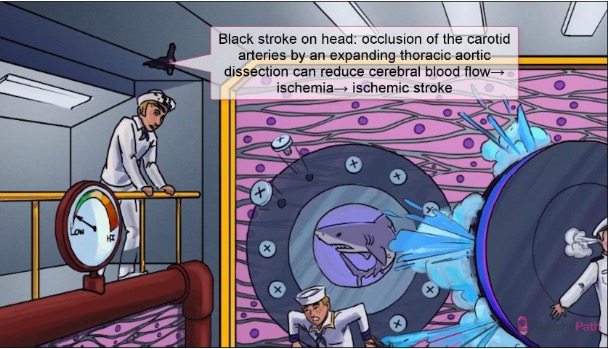 Black stroke on head: occlusion of the carotid
arteries by an expanding thoracic aortic
dissection can reduce cerebral blood flow→
ischemia→ ischemic stroke
LOW
HI
Path